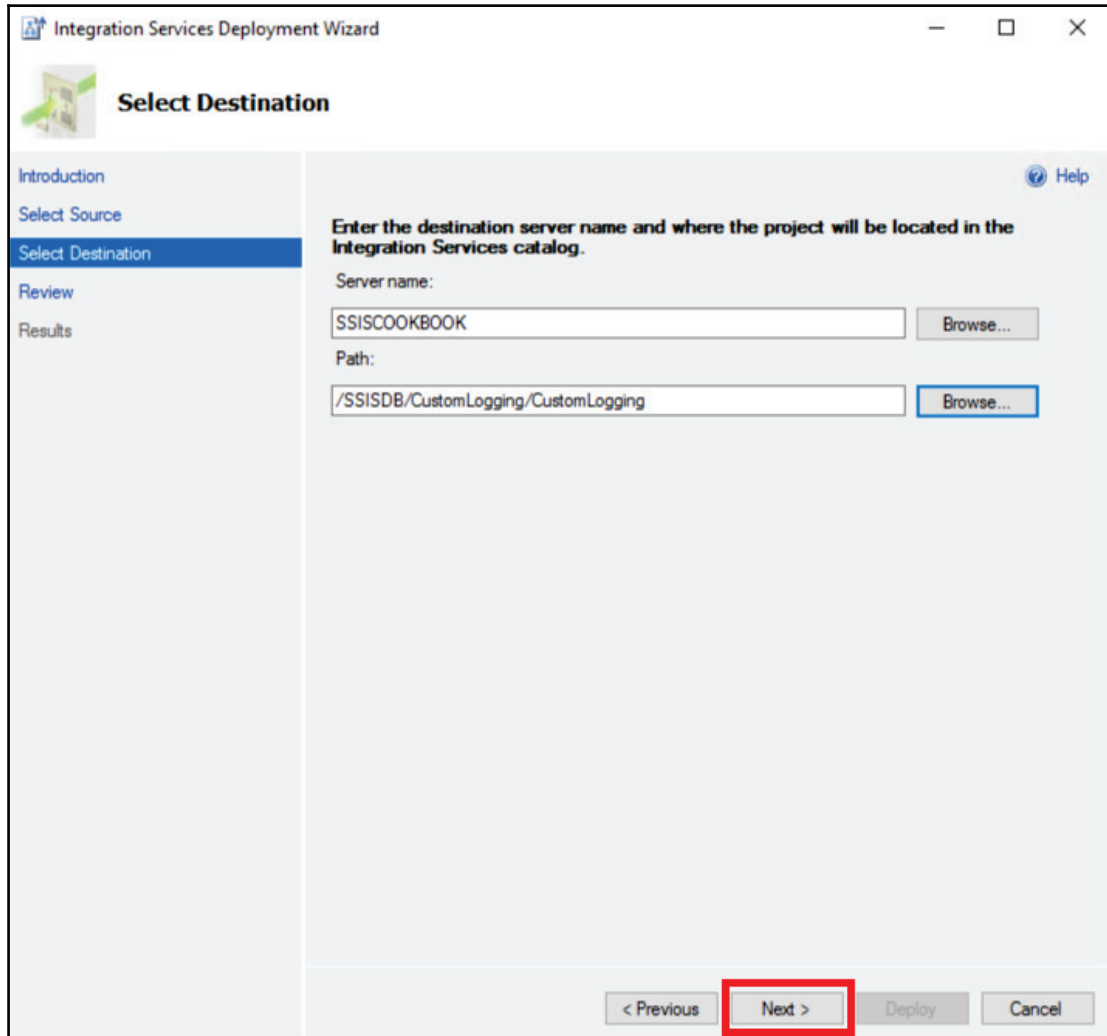 Integration Services Deployment Wizard
Select Destination
Introduction
Select Source
Select Destination
Review
Results
Help
Enter the destination server name and where the project will be located in the
Integration Services catalog.
Server name:
SSISCOOKBOOK
Browse...
Path:
/SSISDB/CustomLogging/CustomLogging
Browse...
< Previous
Next >
Deploy
Cancel